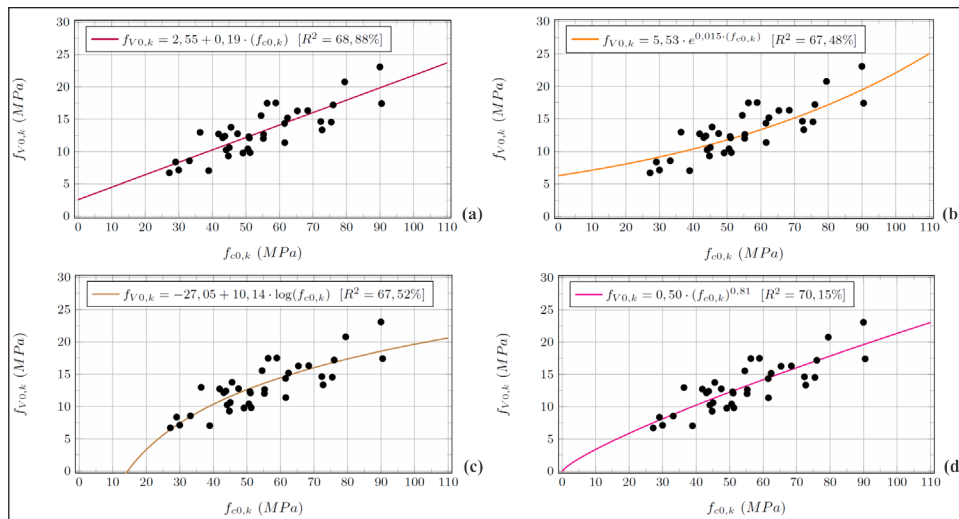 30
25
20
15
10
5
0
f_{V0,k} (MPa)
f_{V0,k} = 2,55 + 0,19 · (f_{c0,k}) [R² = 68,88%]
0 10 20 30 40 50 60 70 80 90 100 110
f_{c0,k} (MPa)
(a)
30
25
20
15
10
5
0
f_{V0,k} (MPa)
f_{V0,k} = 5,53 · e^{0,015·(f_{c0,k})} [R² = 67,48%]
0 10 20 30 40 50 60 70 80 90 100 110
f_{c0,k} (MPa)
(b)
30
25
20
15
10
5
0
f_{V0,k} (MPa)
f_{V0,k} = −27,05 + 10,14 · log(f_{c0,k}) [R² = 67,52%]
0 10 20 30 40 50 60 70 80 90 100 110
f_{c0,k} (MPa)
(c)
30
25
20
15
10
5
0
f_{V0,k} (MPa)
f_{V0,k} = 0,50 · (f_{c0,k})^{0,81} [R² = 70,15%]
0 10 20 30 40 50 60 70 80 90 100 110
f_{c0,k} (MPa)
(d)